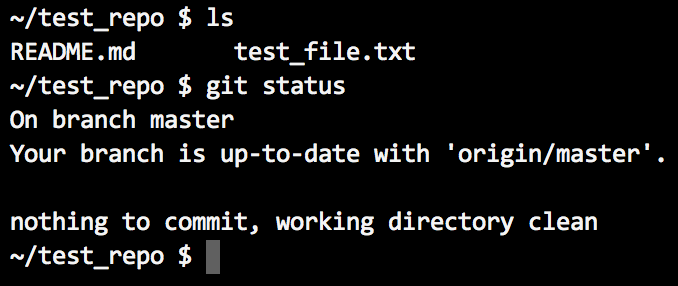 ~/test_repo $ ls
README.md       test_file.txt
~/test_repo $ git status
On branch master
Your branch is up-to-date with 'origin/master'.

nothing to commit, working directory clean
~/test_repo $